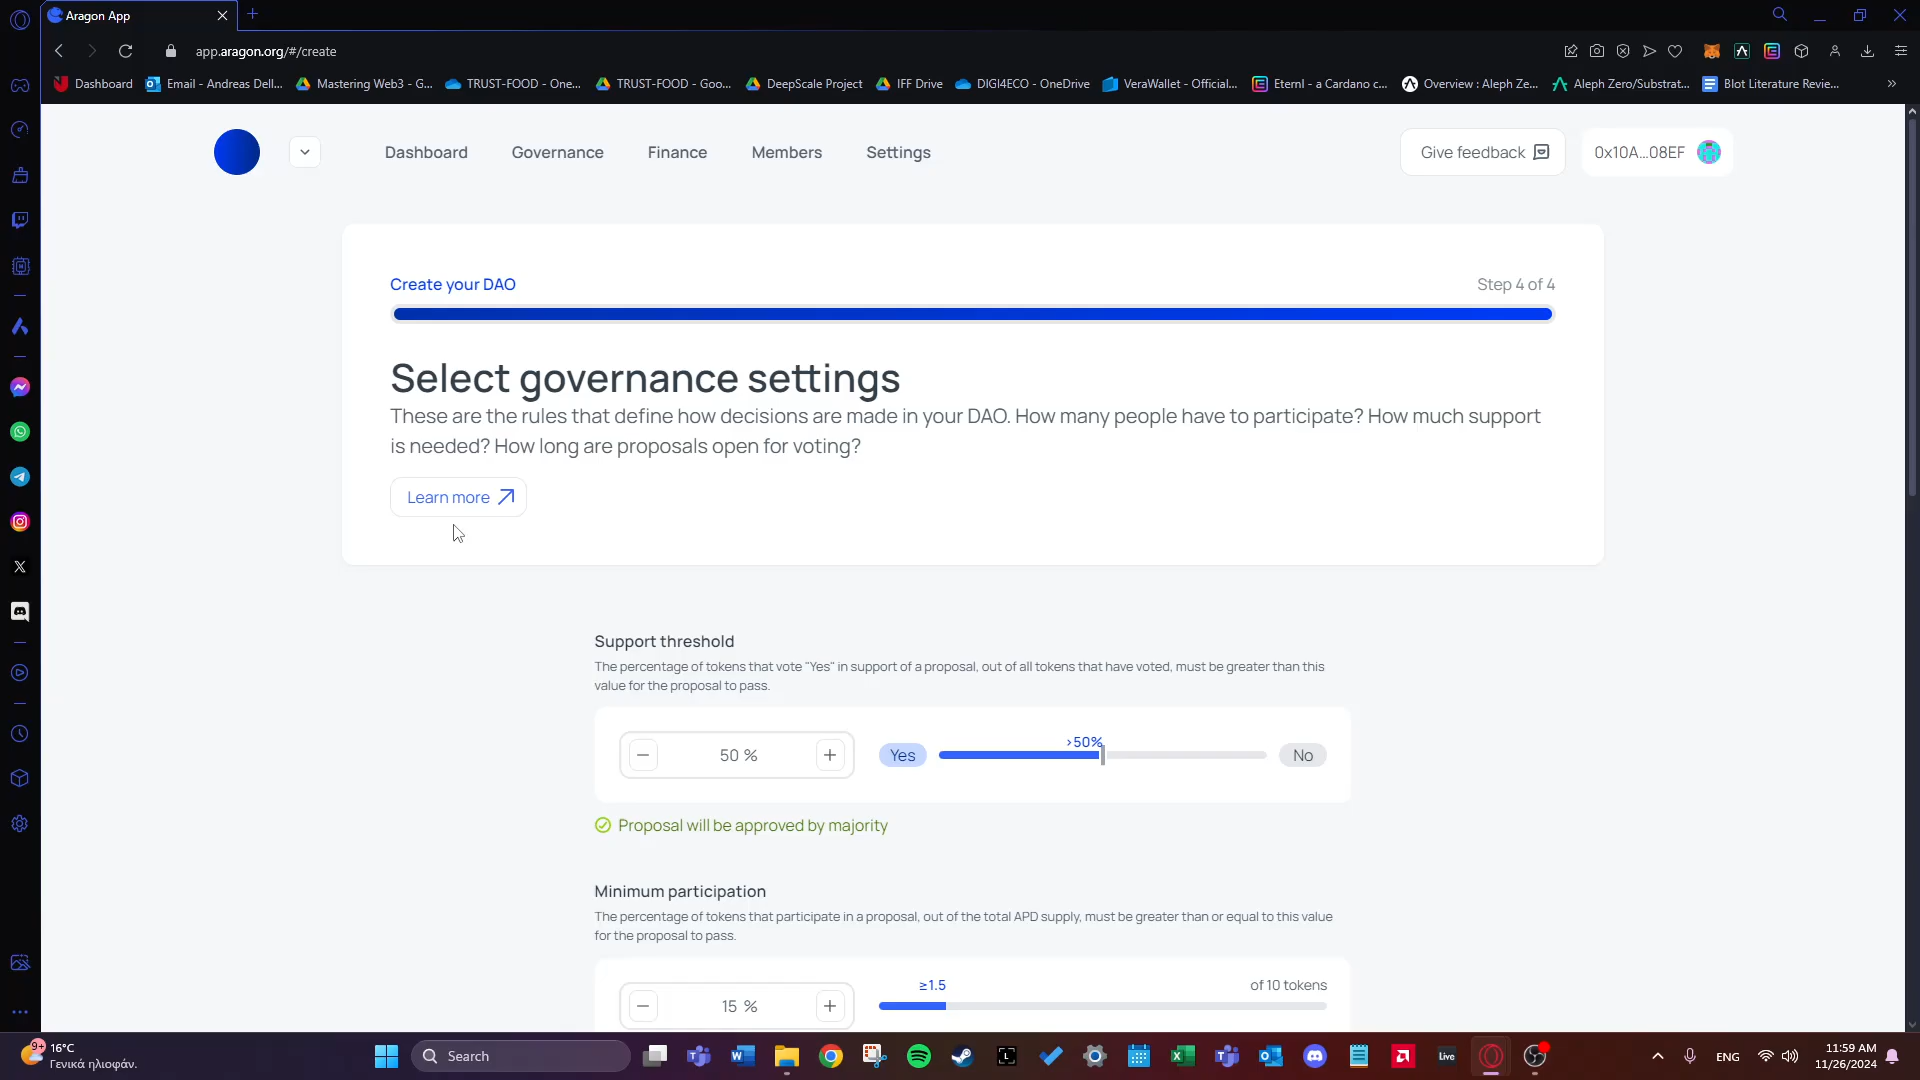 Aragon App
app.aragon.org/#/create
Dashboard
Email - Andreas Dell...
Mastering Web3 - G...
TRUST-FOOD - One...
TRUST-FOOD - Goo...
DeepScale Project
IFF Drive
DIGI4ECO - OneDrive
VeraWallet - Official...
Eternl - a Cardano c...
Overview : Aleph Ze...
Aleph Zero/Substrat...
Blot Literature Revie...
Dashboard
Governance
Finance
Members
Settings
Give feedback
0x10A...08EF
Create your DAO
Step 4 of 4
Select governance settings
These are the rules that define how decisions are made in your DAO. How many people have to participate? How much support
is needed? How long are proposals open for voting?
Learn more
Support threshold
The percentage of tokens that vote "Yes" in support of a proposal, out of all tokens that have voted, must be greater than this
value for the proposal to pass.
50 %
Yes
>50%
No
Proposal will be approved by majority
Minimum participation
The percentage of tokens that participate in a proposal, out of the total APD supply, must be greater than or equal to this value
for the proposal to pass.
15 %
≥1.5
of 10 tokens
9+
16°C
Γενικά ηλιοφάν.
Search
Live
ENG
11:59 AM
11/26/2024